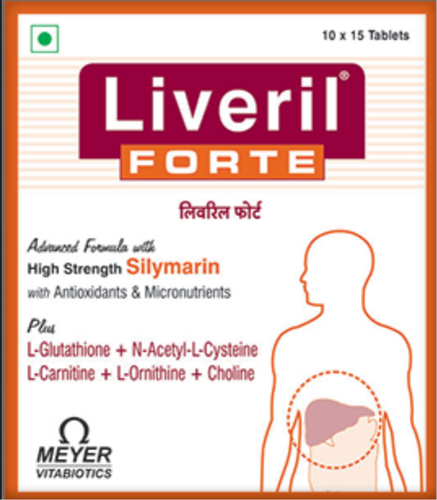 10 x 15 Tablets
Liveril®
FORTE
लिवरिल फोर्ट
Advanced Formula with
High Strength Silymarin
with Antioxidants & Micronutrients
Plus
L-Glutathione + N-Acetyl-L-Cysteine
L-Carnitine + L-Ornithine + Choline
MEYER
VITABIOTICS